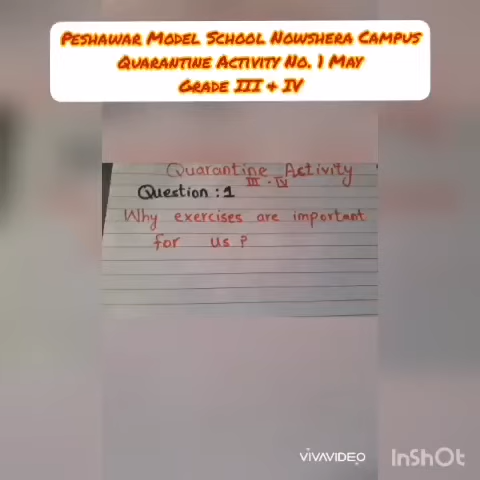 PESHAWAR MODEL SCHOOL NOWSHERA CAMPUS
QUARANTINE ACTIVITY NO. 1 MAY
GRADE III & IV
Quarantine Activity
III - IV
Question : 1
Why exercises are important
for us ?
VIVAVIDEO
InShOt